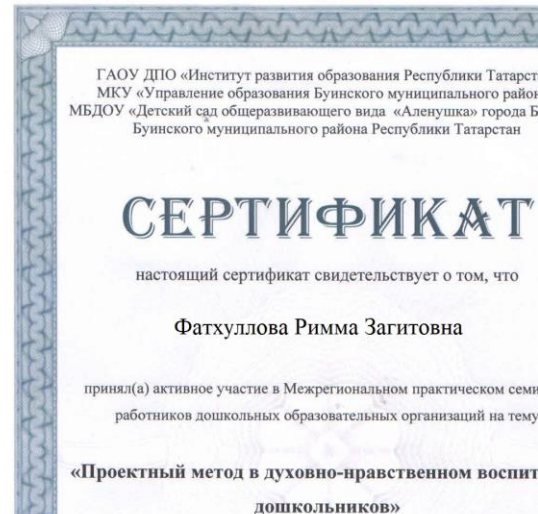 ГАОУ ДПО «Институт развития образования Республики Татарст
МКУ «Управление образования Буинского муниципального район
МБДОУ «Детский сад общеразвивающего вида «Аленушка» города Б
Буинского муниципального района Республики Татарстан
СЕРТИФИКАТ
настоящий сертификат свидетельствует о том, что
Фатхуллова Римма Загитовна
принял(а) активное участие в Межрегиональном практическом семи
работников дошкольных образовательных организаций на тему
«Проектный метод в духовно-нравственном воспит
дошкольников»